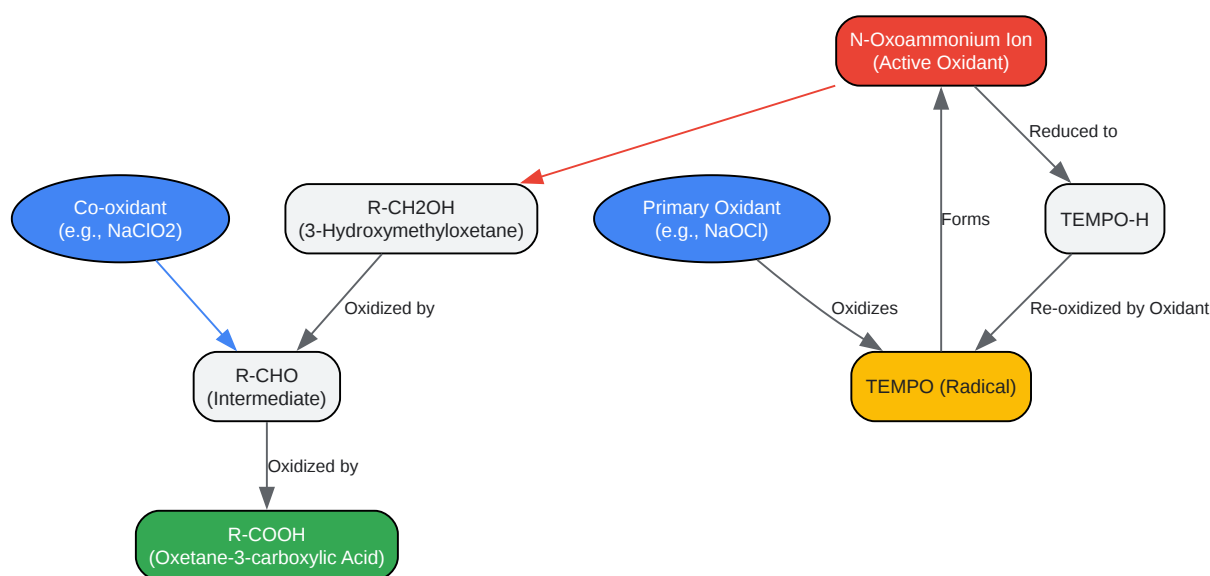 N-Oxoammonium Ion
(Active Oxidant)
Reduced to
Co-oxidant
(e.g., NaClO2)
R-CH2OH
(3-Hydroxymethyloxetane)
Primary Oxidant
(e.g., NaOCl)
Forms
TEMPO-H
Oxidized by
Oxidizes
Re-oxidized by Oxidant
R-CHO
(Intermediate)
TEMPO (Radical)
Oxidized by
R-COOH
(Oxetane-3-carboxylic Acid)